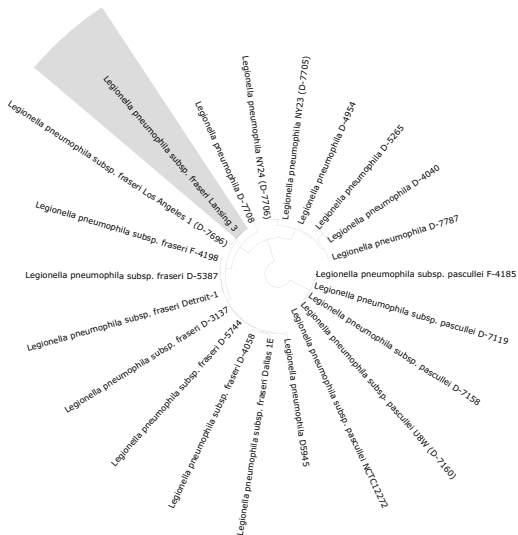 Legionella pneumophila subsp. fraseri Lansing 3
Legionella pneumophila D-7708
Legionella pneumophila NY24 (D-7706)
Legionella pneumophila NY23 (D-7705)
Legionella pneumophila D-4954
Legionella pneumophila D-5265
Legionella pneumophila D-4040
Legionella pneumophila D-7787
Legionella pneumophila subsp. pascullei F-4185
Legionella pneumophila subsp. pascullei D-7119
Legionella pneumophila subsp. pascullei D-7158
Legionella pneumophila subsp. pascullei U8W (D-7160)
Legionella pneumophila subsp. pascullei NCTC12272
Legionella pneumophila D5945
Legionella pneumophila subsp. fraseri Dallas 1E
Legionella pneumophila subsp. fraseri D-4058
Legionella pneumophila subsp. fraseri D-5744
Legionella pneumophila subsp. fraseri D-3137
Legionella pneumophila subsp. fraseri Detroit-1
Legionella pneumophila subsp. fraseri D-5387
Legionella pneumophila subsp. fraseri F-4198
Legionella pneumophila subsp. fraseri Los Angeles 1 (D-7696)